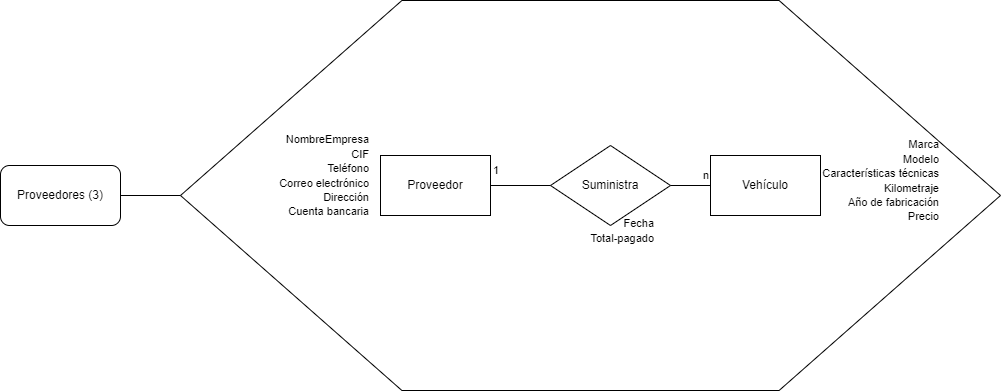 Proveedores (3)
NombreEmpresa
CIF
Teléfono
Correo electrónico
Dirección
Cuenta bancaria
Proveedor
1
Suministra
Fecha
Total-pagado
n
Vehículo
Marca
Modelo
Características técnicas
Kilometraje
Año de fabricación
Precio